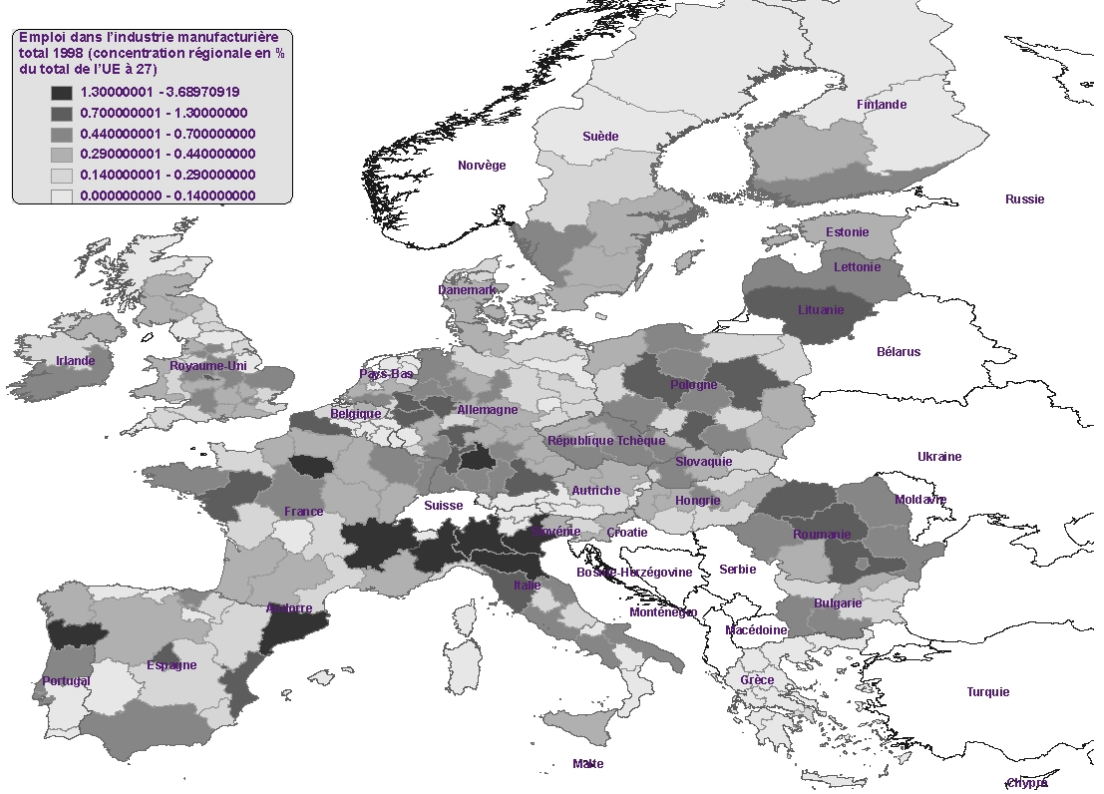 Emploi dans l'industrie manufacturière
total 1998 (concentration régionale en %
du total de l'UE à 27)
1.30000001 - 3.68970919
0.700000001 - 1.30000000
0.440000001 - 0.700000000
0.290000001 - 0.440000000
0.140000001 - 0.290000000
0.000000000 - 0.140000000
Finlande
Suède
Norvège
Russie
Estonie
Lettonie
Danemark
Lituanie
Bélarus
Irlande
Royaume-Uni
Pays-Bas
Pologne
Belgique
Allemagne
République Tchèque
Ukraine
Slovaquie
Autriche
Moldavie
Hongrie
Suisse
France
Slovénie
Croatie
Roumanie
Serbie
Bosnie-Herzégovine
Italie
Bulgarie
Andorre
Monténégro
Macédoine
Espagne
Portugal
Grèce
Turquie
Malte
Chypre